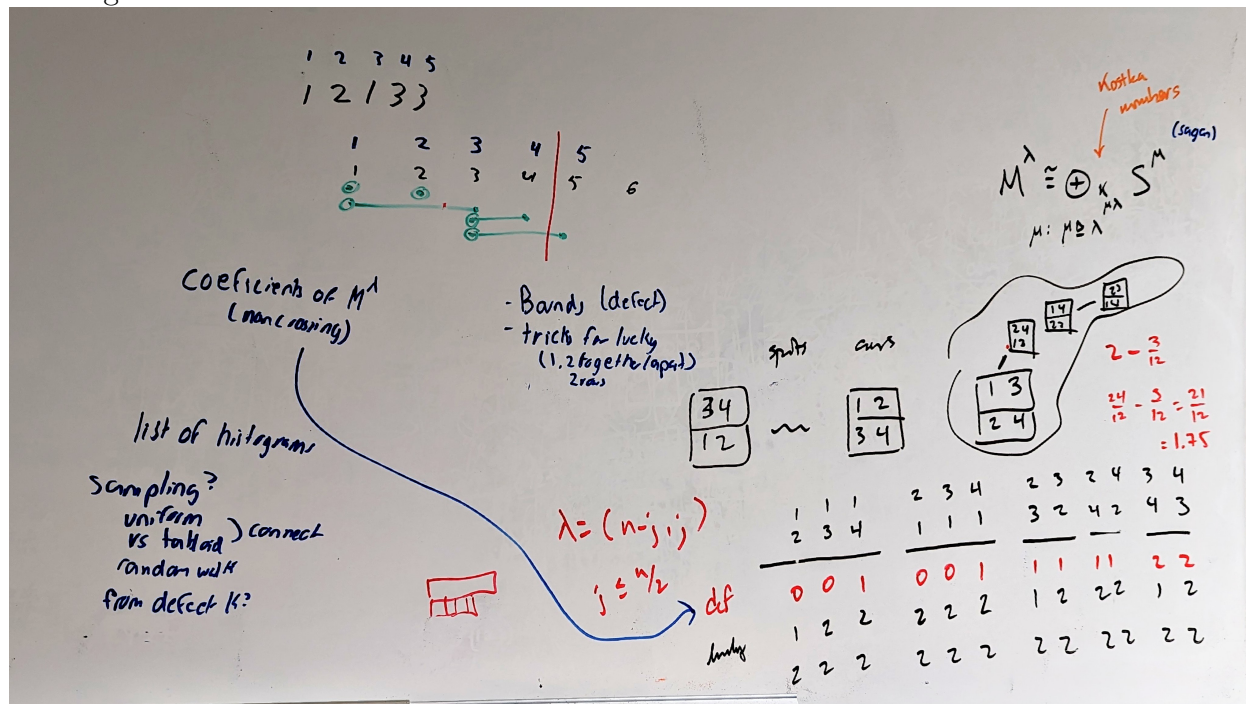 1 2 3 4 5
1 2 1 3 3
1 2 3 4 5
1 2 3 4 5 6
Kostka
numbers
(sagan)
M^λ ≅ ⊕ K_μλ S^μ
μ: μ⊵λ
Coeficients of M^λ
(noncrossing)
- Bounds (defect)
- tricks for lucky
(1,2 together/apart)
2 rows
list of histograms
Sampling?
uniform
vs tabloid ) connect
random walk
from defect k?
spots cars
34
12
~
12
34
13
24
24
13
14
23
23
14
2 - 3/12
24/12 - 3/12 = 21/12
= 1.75
λ = (n-j, j)
j ≤ n/2
1 1 1 2 3 4 2 3 2 4 3 4
2 3 4 1 1 1 3 2 4 2 4 3
def 0 0 1 0 0 1 1 1 1 1 2 2
1 2 2 2 2 2 1 2 2 2 1 2
lucky 2 2 2 2 2 2 2 2 2 2 2 2